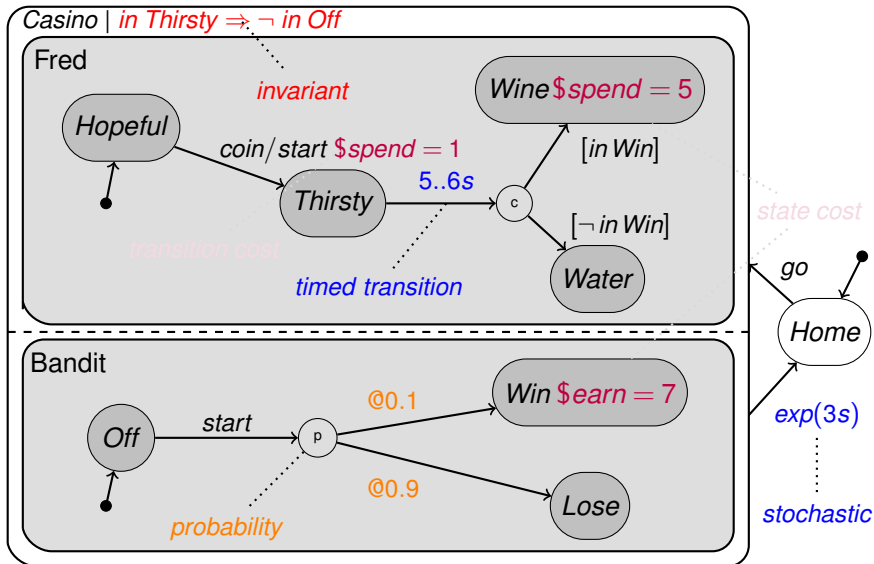 Casino | in Thirsty ⇒ ¬ in Off
Fred
invariant
Hopeful
coin/start $spend = 1
Wine $spend = 5
[in Win]
Thirsty
5..6s
c
[¬ in Win]
transition cost
timed transition
Water
state cost
go
Home
Bandit
Off
start
p
@0.1
@0.9
Win $earn = 7
Lose
probability
exp(3s)
stochastic